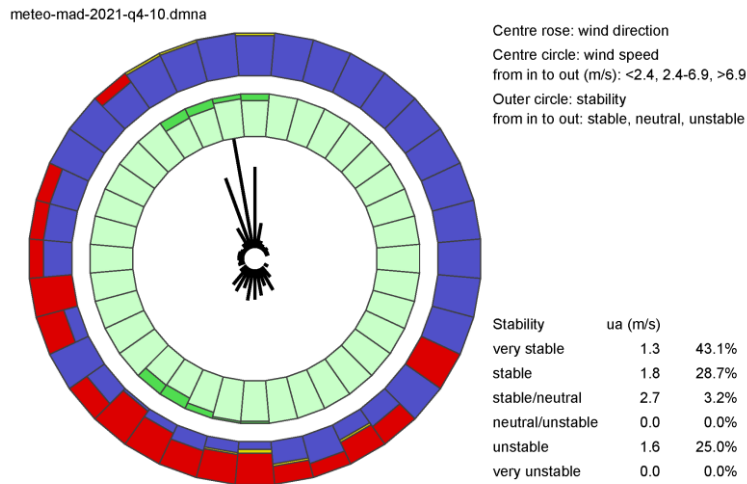 meteo-mad-2021-q4-10.dmna
Centre rose: wind direction
Centre circle: wind speed
from in to out (m/s): <2.4, 2.4-6.9, >6.9
Outer circle: stability
from in to out: stable, neutral, unstable
Stability ua (m/s)
very stable 1.3 43.1%
stable 1.8 28.7%
stable/neutral 2.7 3.2%
neutral/unstable 0.0 0.0%
unstable 1.6 25.0%
very unstable 0.0 0.0%